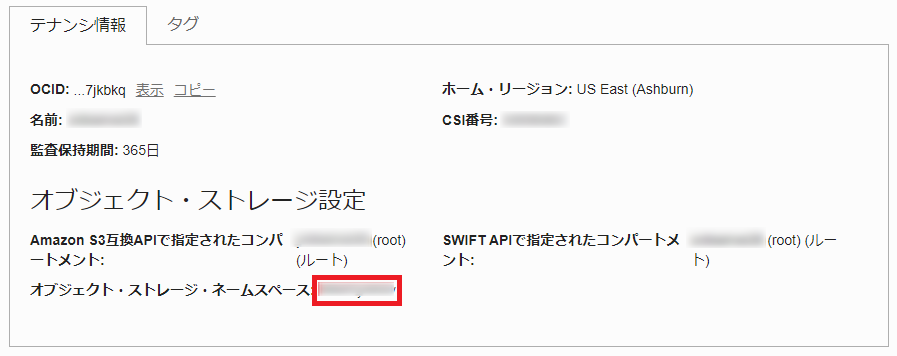 テナンシ情報
タグ
OCID: ...7jkbkq 表示 コピー
ホーム・リージョン: US East (Ashburn)
名前:
CSI番号:
監査保持期間: 365日
オブジェクト・ストレージ設定
Amazon S3互換APIで指定されたコンパ
ートメント:
(root)
(ルート)
SWIFT APIで指定されたコンパートメ
ント:
(root) (ルー
ト)
オブジェクト・ストレージ・ネームスペース: